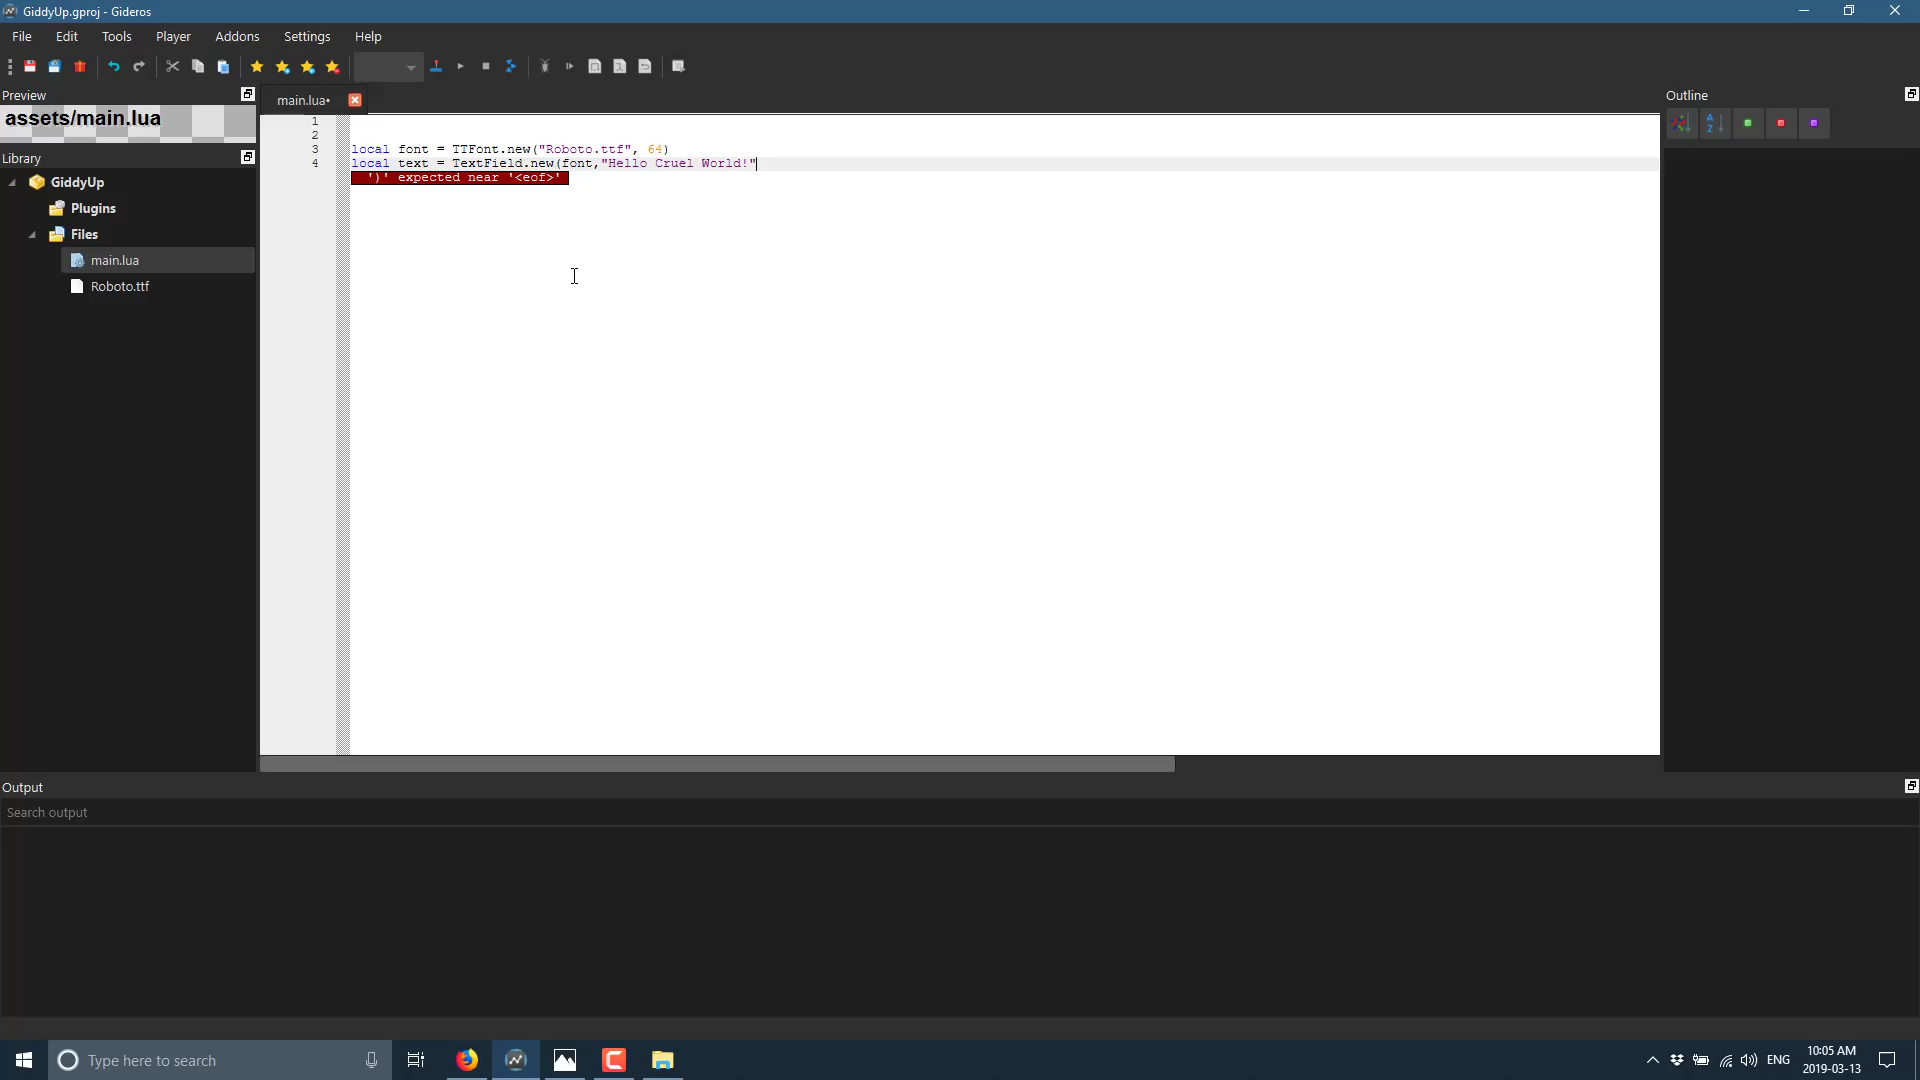 GiddyUp.gproj - Gideros
File Edit Tools Player Addons Settings Help
Preview
main.lua•
Outline
assets/main.lua
Library
GiddyUp
Plugins
Files
main.lua
Roboto.ttf
1
2
3 local font = TTFont.new("Roboto.ttf", 64)
4 local text = TextField.new(font,"Hello Cruel World!"
')' expected near '<eof>'
A
Z
Output
Search output
Type here to search
ENG
10:05 AM
2019-03-13